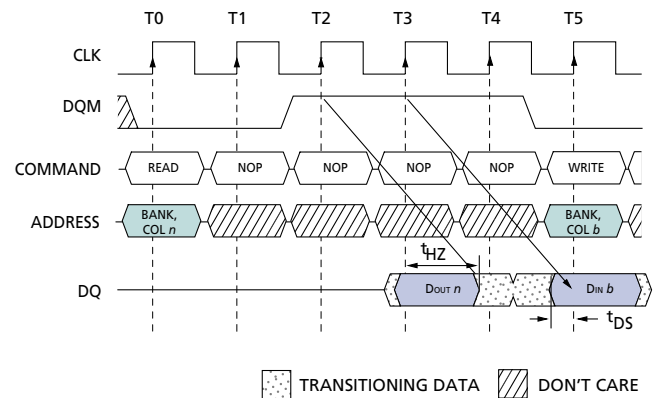 T0 T1 T2 T3 T4 T5
CLK
DQM
COMMAND READ NOP NOP NOP NOP WRITE
ADDRESS BANK, COL n BANK, COL b
tHZ
DQ DOUT n DIN b
tDS
TRANSITIONING DATA DON'T CARE